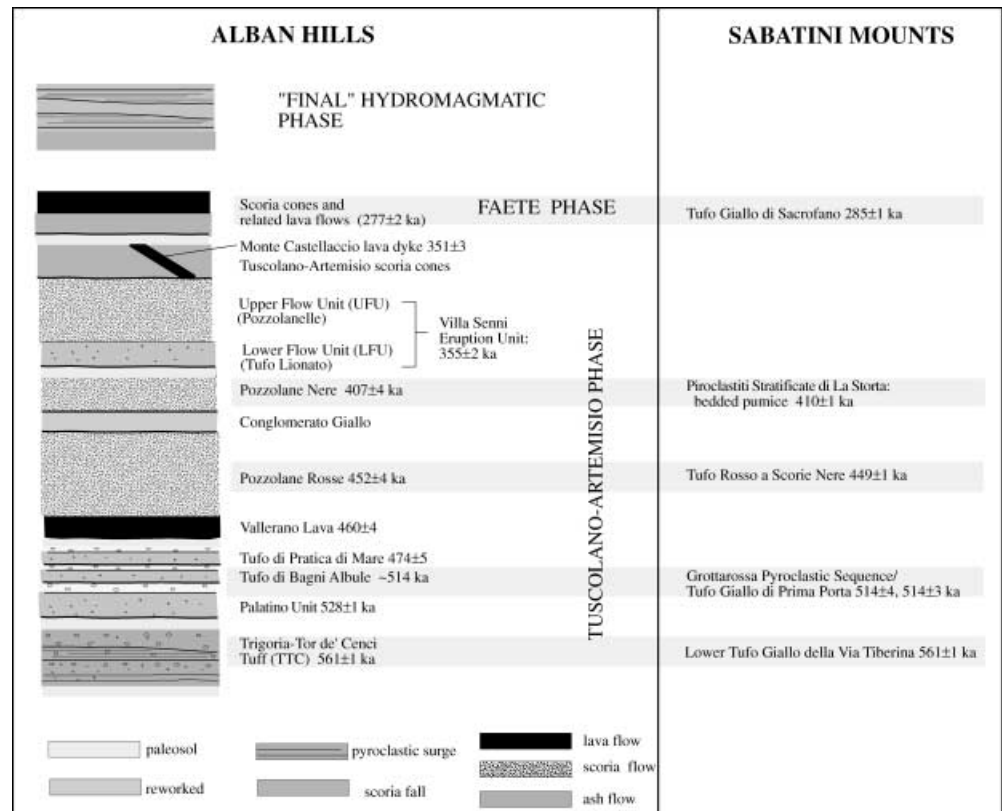 ALBAN HILLS
SABATINI MOUNTS
"FINAL" HYDROMAGMATIC
PHASE
Scoria cones and
related lava flows (277±2 ka)
FAETE PHASE
Tufo Giallo di Sacrofano 285±1 ka
Monte Castellaccio lava dyke 351±3
Tuscolano-Artemisio scoria cones
Upper Flow Unit (UFU)
(Pozzolanelle)
Lower Flow Unit (LFU)
(Tufo Lionato)
Villa Senni
Eruption Unit:
355±2 ka
TUSCOLANO-ARTEMISIO PHASE
Pozzolane Nere 407±4 ka
Piroclastiti Stratificate di La Storta:
bedded pumice 410±1 ka
Conglomerato Giallo
Pozzolane Rosse 452±4 ka
Tufo Rosso a Scorie Nere 449±1 ka
Vallerano Lava 460±4
Tufo di Pratica di Mare 474±5
Tufo di Bagni Albule ~514 ka
Grottarossa Pyroclastic Sequence/
Tufo Giallo di Prima Porta 514±4, 514±3 ka
Palatino Unit 528±1 ka
Trigoria-Tor de' Cenci
Tuff (TTC) 561±1 ka
Lower Tufo Giallo della Via Tiberina 561±1 ka
paleosol
pyroclastic surge
lava flow
scoria flow
reworked
scoria fall
ash flow